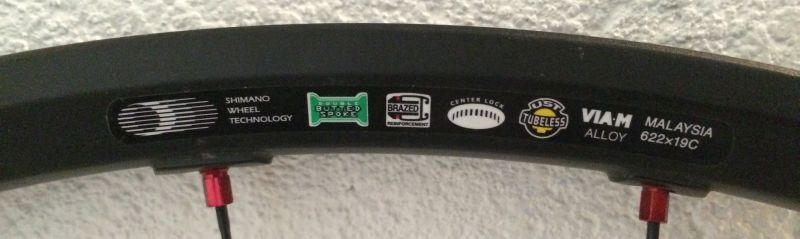 SHIMANO
WHEEL
TECHNOLOGY
DOUBLE
BUTTED
SPOKE
BRAZED
REINFORCEMENT
CENTER LOCK
UST
TUBELESS
VIA-M MALAYSIA
ALLOY 622x19C